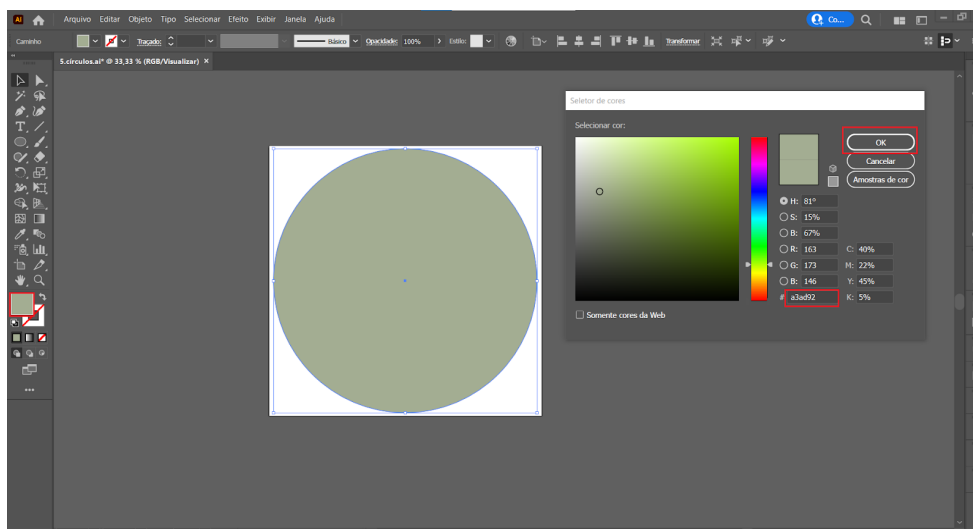 Ai Arquivo Editar Objeto Tipo Selecionar Efeito Exibir Janela Ajuda Co...
Caminho Traçado: Básico Opacidade: 100% Estilo: Transformar
5.círculos.ai* @ 33,33 % (RGB/Visualizar) ×
Seletor de cores
Selecionar cor:
OK
Cancelar
Amostras de cor
H: 81°
S: 15%
B: 67%
R: 163 C: 40%
G: 173 M: 22%
B: 146 Y: 45%
# a3ad92 K: 5%
Somente cores da Web